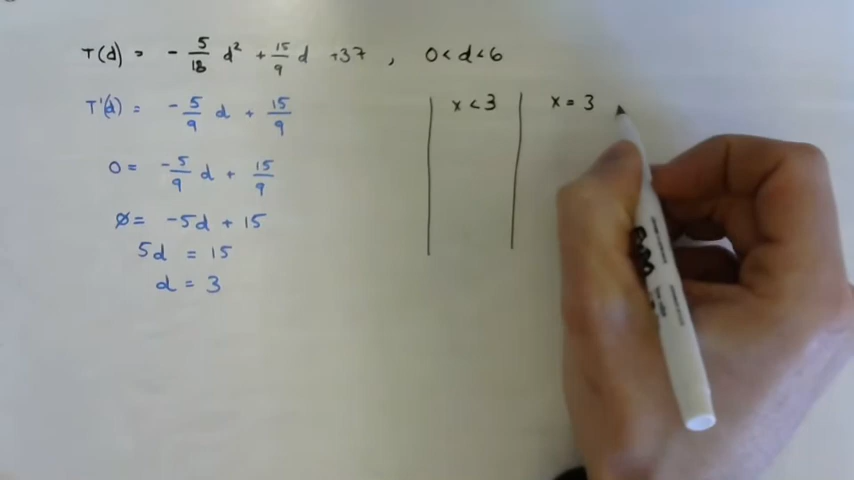 T(d) = - 5/18 d² + 15/9 d +37 , 0<d<6
T'(d) = - 5/9 d + 15/9
0 = - 5/9 d + 15/9
0 = -5d + 15
5d = 15
d = 3
x < 3
x = 3